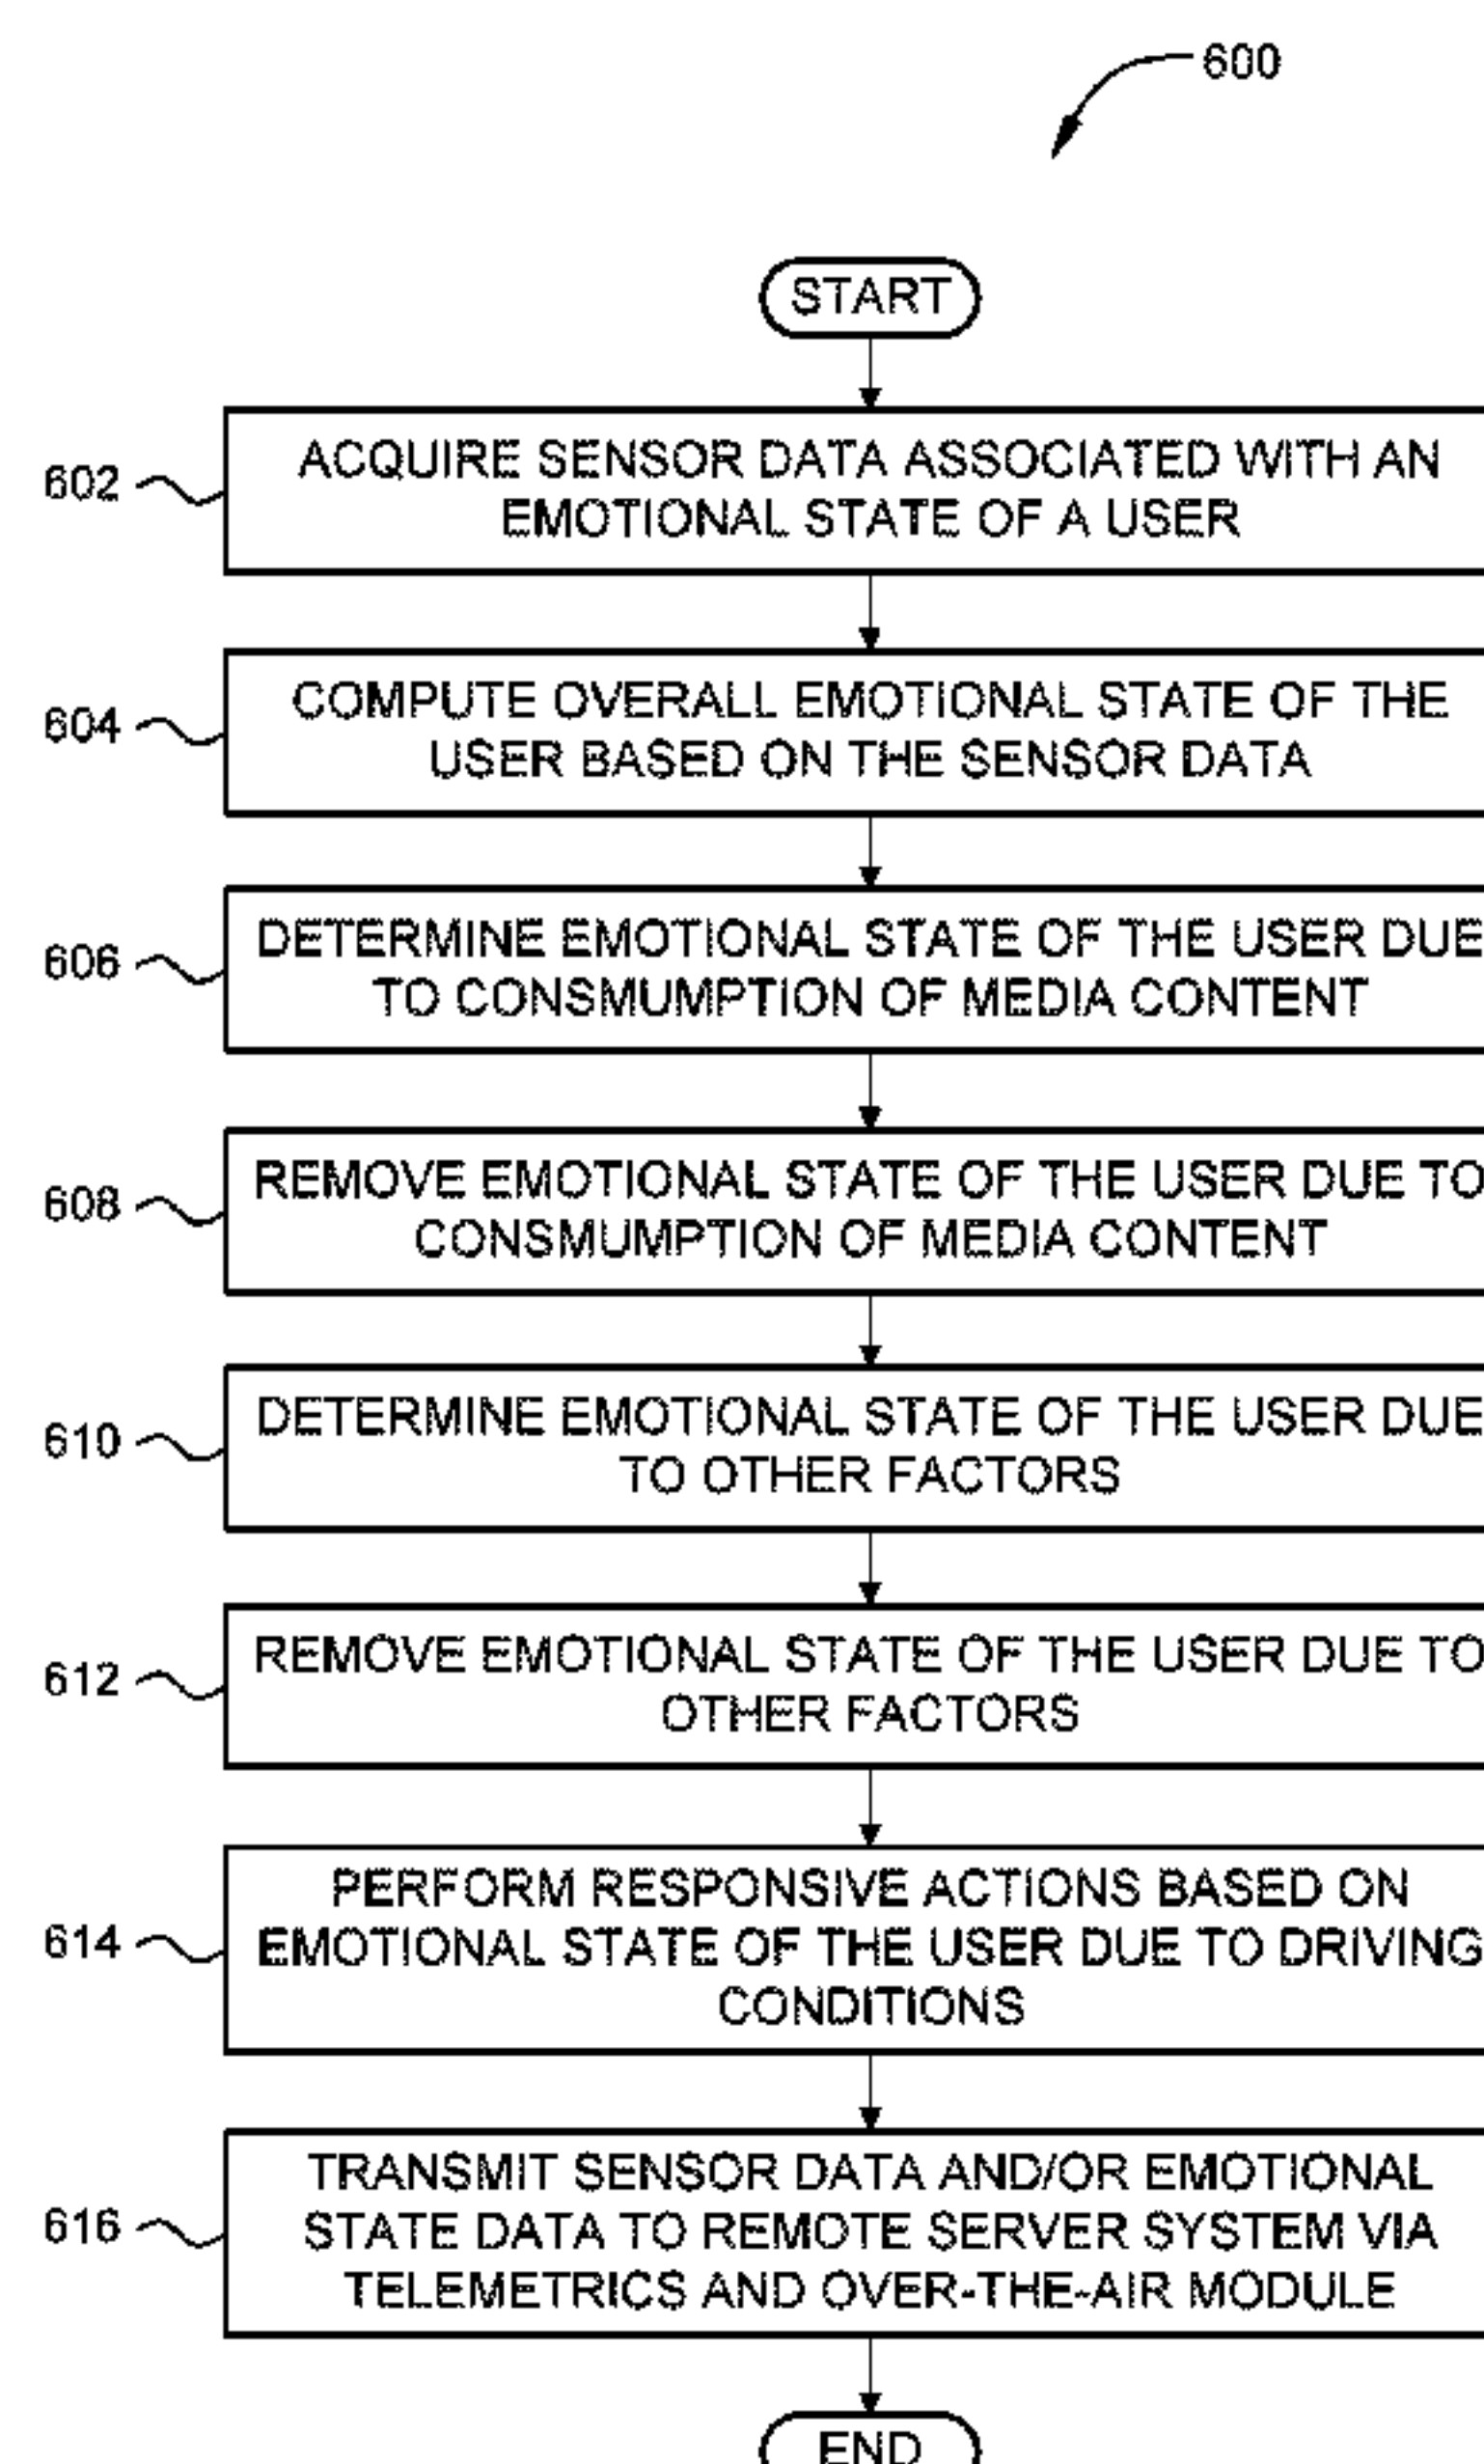 600
START
602
ACQUIRE SENSOR DATA ASSOCIATED WITH AN
EMOTIONAL STATE OF A USER
604
COMPUTE OVERALL EMOTIONAL STATE OF THE
USER BASED ON THE SENSOR DATA
606
DETERMINE EMOTIONAL STATE OF THE USER DUE
TO CONSMUMPTION OF MEDIA CONTENT
608
REMOVE EMOTIONAL STATE OF THE USER DUE TO
CONSMUMPTION OF MEDIA CONTENT
610
DETERMINE EMOTIONAL STATE OF THE USER DUE
TO OTHER FACTORS
612
REMOVE EMOTIONAL STATE OF THE USER DUE TO
OTHER FACTORS
614
PERFORM RESPONSIVE ACTIONS BASED ON
EMOTIONAL STATE OF THE USER DUE TO DRIVING
CONDITIONS
616
TRANSMIT SENSOR DATA AND/OR EMOTIONAL
STATE DATA TO REMOTE SERVER SYSTEM VIA
TELEMETRICS AND OVER-THE-AIR MODULE
END